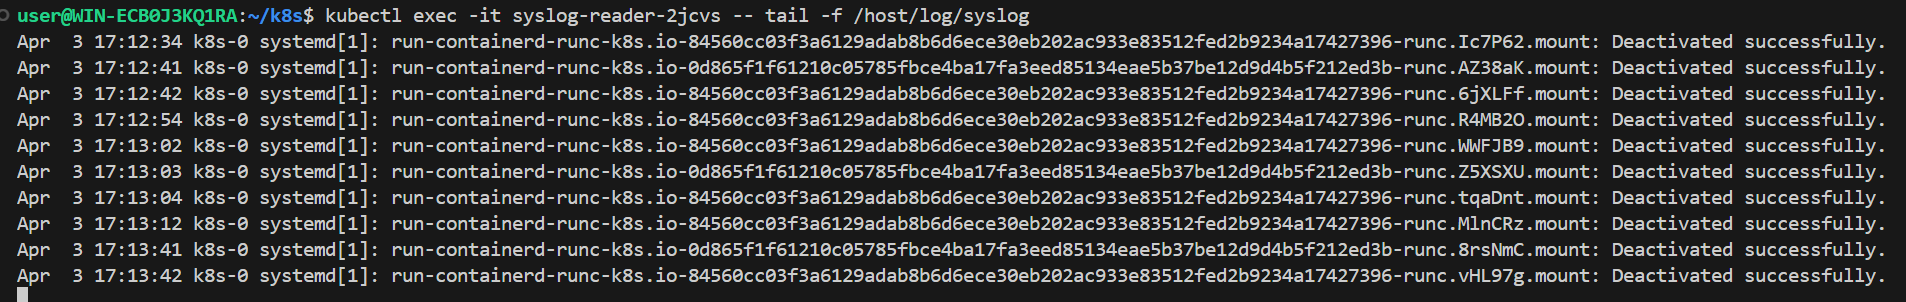 user@WIN-ECB0J3KQ1RA:~/k8s$ kubectl exec -it syslog-reader-2jcvs -- tail -f /host/log/syslog
Apr  3 17:12:34 k8s-0 systemd[1]: run-containerd-runc-k8s.io-84560cc03f3a6129adab8b6d6ece30eb202ac933e83512fed2b9234a17427396-runc.Ic7P62.mount: Deactivated successfully.
Apr  3 17:12:41 k8s-0 systemd[1]: run-containerd-runc-k8s.io-0d865f1f61210c05785fbce4ba17fa3eed85134eae5b37be12d9d4b5f212ed3b-runc.AZ38aK.mount: Deactivated successfully.
Apr  3 17:12:42 k8s-0 systemd[1]: run-containerd-runc-k8s.io-84560cc03f3a6129adab8b6d6ece30eb202ac933e83512fed2b9234a17427396-runc.6jXLFf.mount: Deactivated successfully.
Apr  3 17:12:54 k8s-0 systemd[1]: run-containerd-runc-k8s.io-84560cc03f3a6129adab8b6d6ece30eb202ac933e83512fed2b9234a17427396-runc.R4MB2O.mount: Deactivated successfully.
Apr  3 17:13:02 k8s-0 systemd[1]: run-containerd-runc-k8s.io-84560cc03f3a6129adab8b6d6ece30eb202ac933e83512fed2b9234a17427396-runc.WWFJB9.mount: Deactivated successfully.
Apr  3 17:13:03 k8s-0 systemd[1]: run-containerd-runc-k8s.io-0d865f1f61210c05785fbce4ba17fa3eed85134eae5b37be12d9d4b5f212ed3b-runc.Z5XSXU.mount: Deactivated successfully.
Apr  3 17:13:04 k8s-0 systemd[1]: run-containerd-runc-k8s.io-84560cc03f3a6129adab8b6d6ece30eb202ac933e83512fed2b9234a17427396-runc.tqaDnt.mount: Deactivated successfully.
Apr  3 17:13:12 k8s-0 systemd[1]: run-containerd-runc-k8s.io-84560cc03f3a6129adab8b6d6ece30eb202ac933e83512fed2b9234a17427396-runc.MlnCRz.mount: Deactivated successfully.
Apr  3 17:13:41 k8s-0 systemd[1]: run-containerd-runc-k8s.io-0d865f1f61210c05785fbce4ba17fa3eed85134eae5b37be12d9d4b5f212ed3b-runc.8rsNmC.mount: Deactivated successfully.
Apr  3 17:13:42 k8s-0 systemd[1]: run-containerd-runc-k8s.io-84560cc03f3a6129adab8b6d6ece30eb202ac933e83512fed2b9234a17427396-runc.vHL97g.mount: Deactivated successfully.